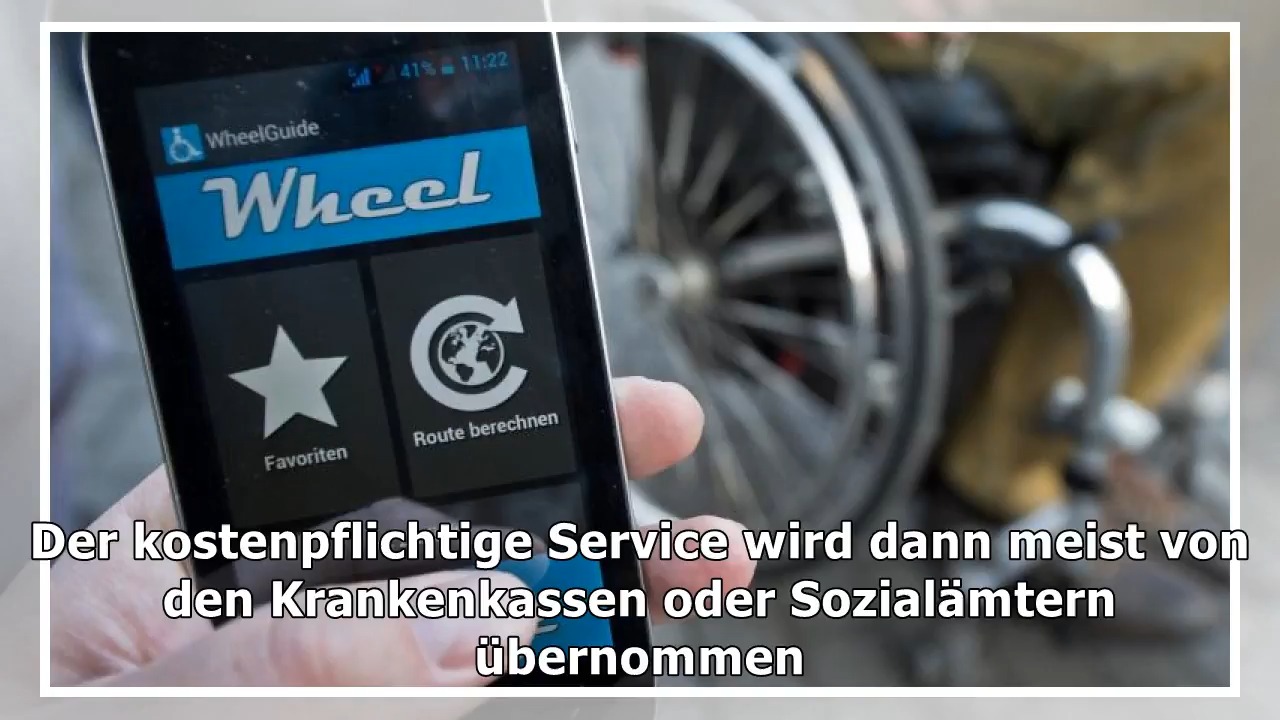 41% 11:22
WheelGuide
Wheel
Favoriten
Route berechnen
Der kostenpflichtige Service wird dann meist von
den Krankenkassen oder Sozialämtern
übernommen